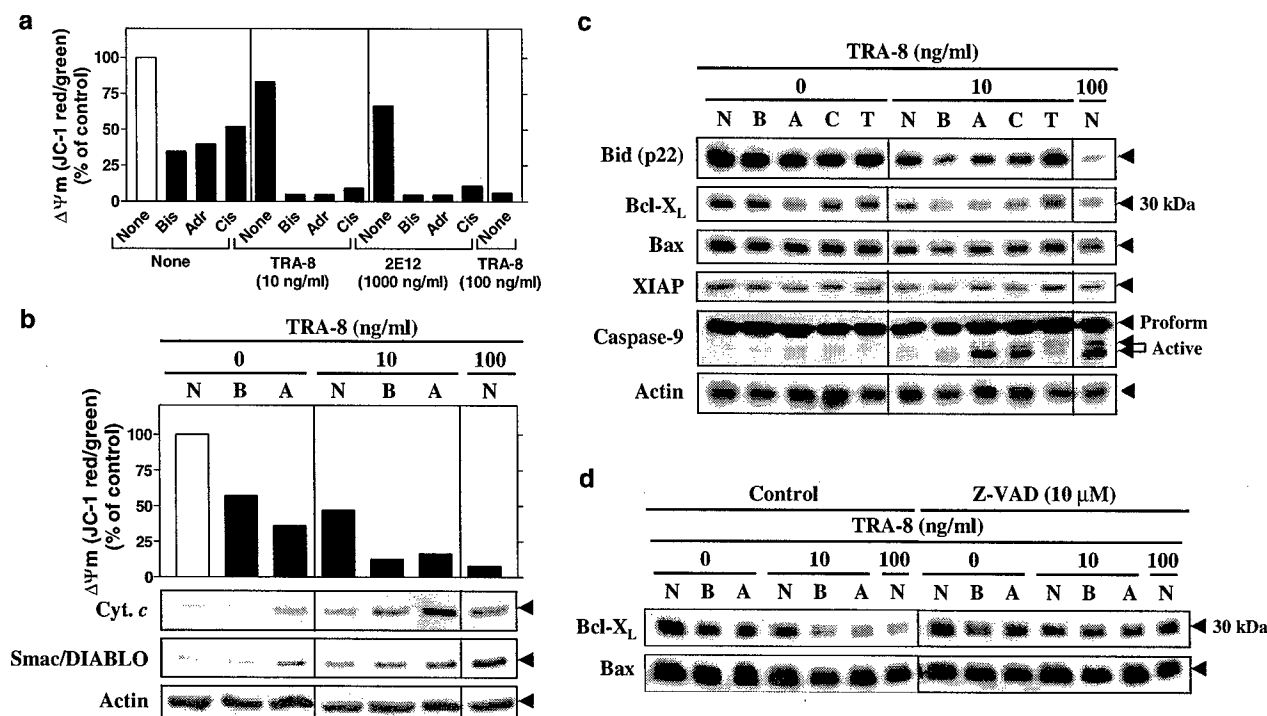 a
ΔΨm (JC-1 red/green)
(% of control)
100
75
50
25
0
None Bis Adr Cis None Bis Adr Cis None Bis Adr Cis None
None TRA-8 2E12 TRA-8
(10 ng/ml) (1000 ng/ml) (100 ng/ml)
b
TRA-8 (ng/ml)
0 10 100
N B A N B A N
ΔΨm (JC-1 red/green)
(% of control)
100
75
50
25
0
Cyt. c
Smac/DIABLO
Actin
c
TRA-8 (ng/ml)
0 10 100
N B A C T N B A C T N
Bid (p22)
Bcl-XL 30 kDa
Bax
XIAP
Caspase-9 Proform
Active
Actin
d
Control Z-VAD (10 µM)
TRA-8 (ng/ml)
0 10 100 0 10 100
N B A N B A N N B A N B A N
Bcl-XL 30 kDa
Bax